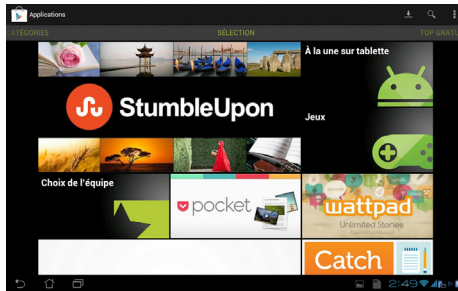 Applications
CATÉGORIES
SÉLECTION
TOP GRATU
À la une sur tablette
StumbleUpon
Jeux
Choix de l'équipe
pocket
wattpad
Unlimited Stories
Catch
2:49